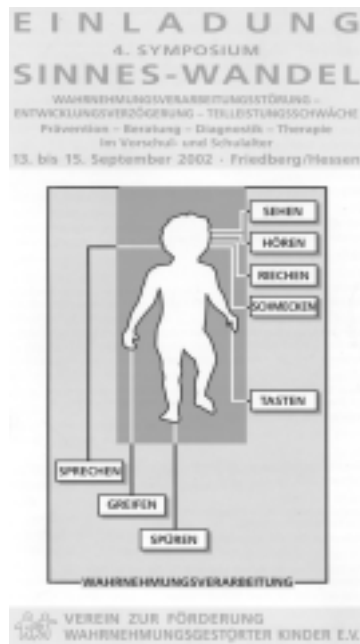 EINLADUNG
4. SYMPOSIUM
SINNES-WANDEL
WAHRNEHMUNGSVERARBEITUNGSSTÖRUNG –
ENTWICKLUNGSVERZÖGERUNG – TEILLEISTUNGSSCHWÄCHE
Prävention – Beratung – Diagnostik – Therapie
im Vorschul- und Schulalter
13. bis 15. September 2002 · Friedberg/Hessen
SEHEN
HÖREN
RIECHEN
SCHMECKEN
TASTEN
SPRECHEN
GREIFEN
SPÜREN
WAHRNEHMUNGSVERARBEITUNG
VEREIN ZUR FÖRDERUNG
WAHRNEHMUNGSGESTÖRTER KINDER E.V.